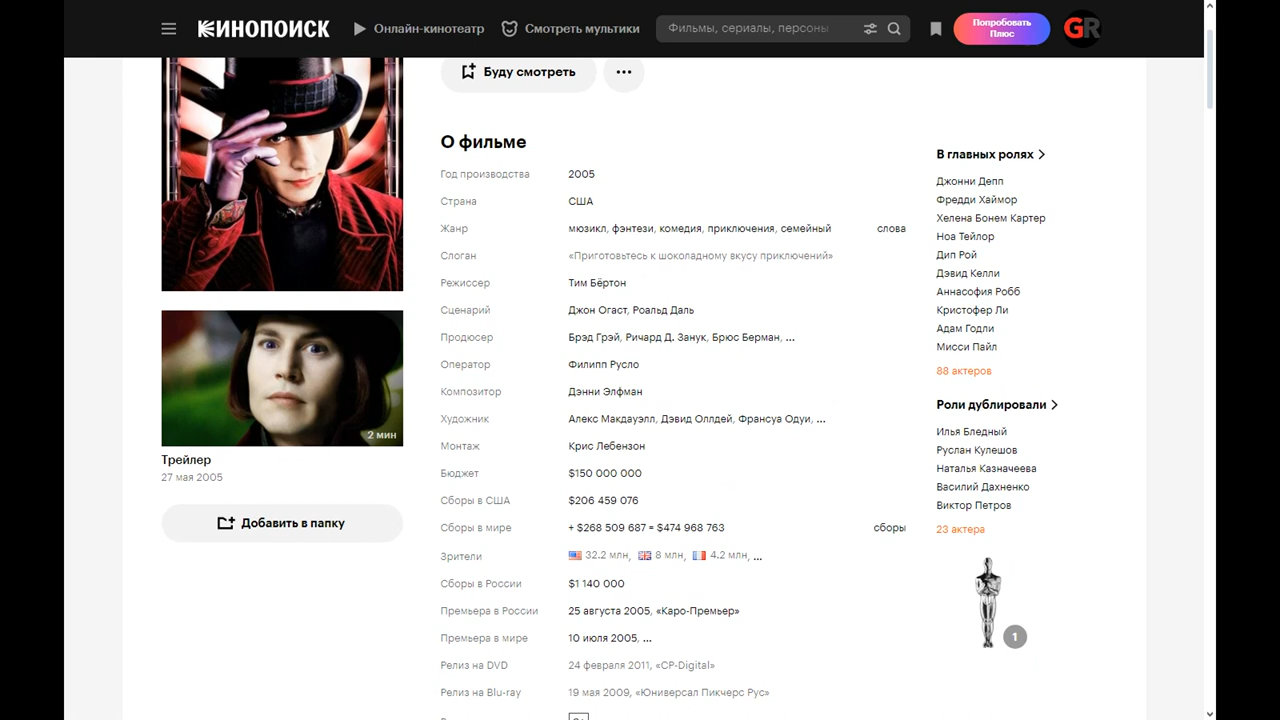 КИНОПОИСК
Онлайн-кинотеатр
Смотреть мультики
Фильмы, сериалы, персоны
Попробовать
Плюс
GR
Буду смотреть
...
О фильме
Год производства 2005
Страна США
Жанр мюзикл, фэнтези, комедия, приключения, семейный слова
Слоган «Приготовьтесь к шоколадному вкусу приключений»
Режиссер Тим Бёртон
Сценарий Джон Огаст, Роальд Даль
Продюсер Брэд Грэй, Ричард Д. Занук, Брюс Берман, ...
Оператор Филипп Русло
Композитор Дэнни Элфман
Художник Алекс Макдауэлл, Дэвид Оллдей, Франсуа Одуи, ...
Монтаж Крис Лебензон
Бюджет $150 000 000
Сборы в США $206 459 076
Сборы в мире + $268 509 687 = $474 968 763 сборы
Зрители 32.2 млн, 8 млн, 4.2 млн, ...
Сборы в России $1 140 000
Премьера в России 25 августа 2005, «Каро-Премьер»
Премьера в мире 10 июля 2005, ...
Релиз на DVD 24 февраля 2011, «CP-Digital»
Релиз на Blu-ray 19 мая 2009, «Юниверсал Пикчерс Рус»
2 мин
Трейлер
27 мая 2005
Добавить в папку
В главных ролях
Джонни Депп
Фредди Хаймор
Хелена Бонем Картер
Ноа Тейлор
Дип Рой
Дэвид Келли
Аннасофия Робб
Кристофер Ли
Адам Годли
Мисси Пайл
88 актеров
Роли дублировали
Илья Бледный
Руслан Кулешов
Наталья Казначеева
Василий Дахненко
Виктор Петров
23 актера
1